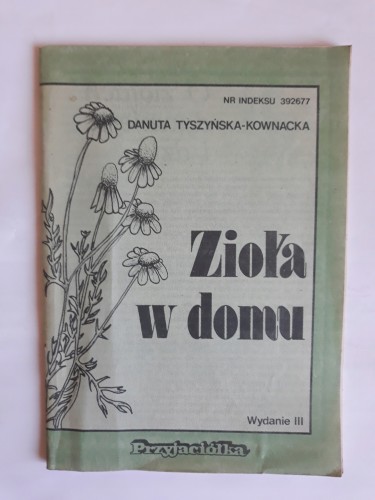 NR INDEKSU 392677
DANUTA TYSZYŃSKA-KOWNACKA
Zioła
w domu
Wydanie III
Przyjaciółka